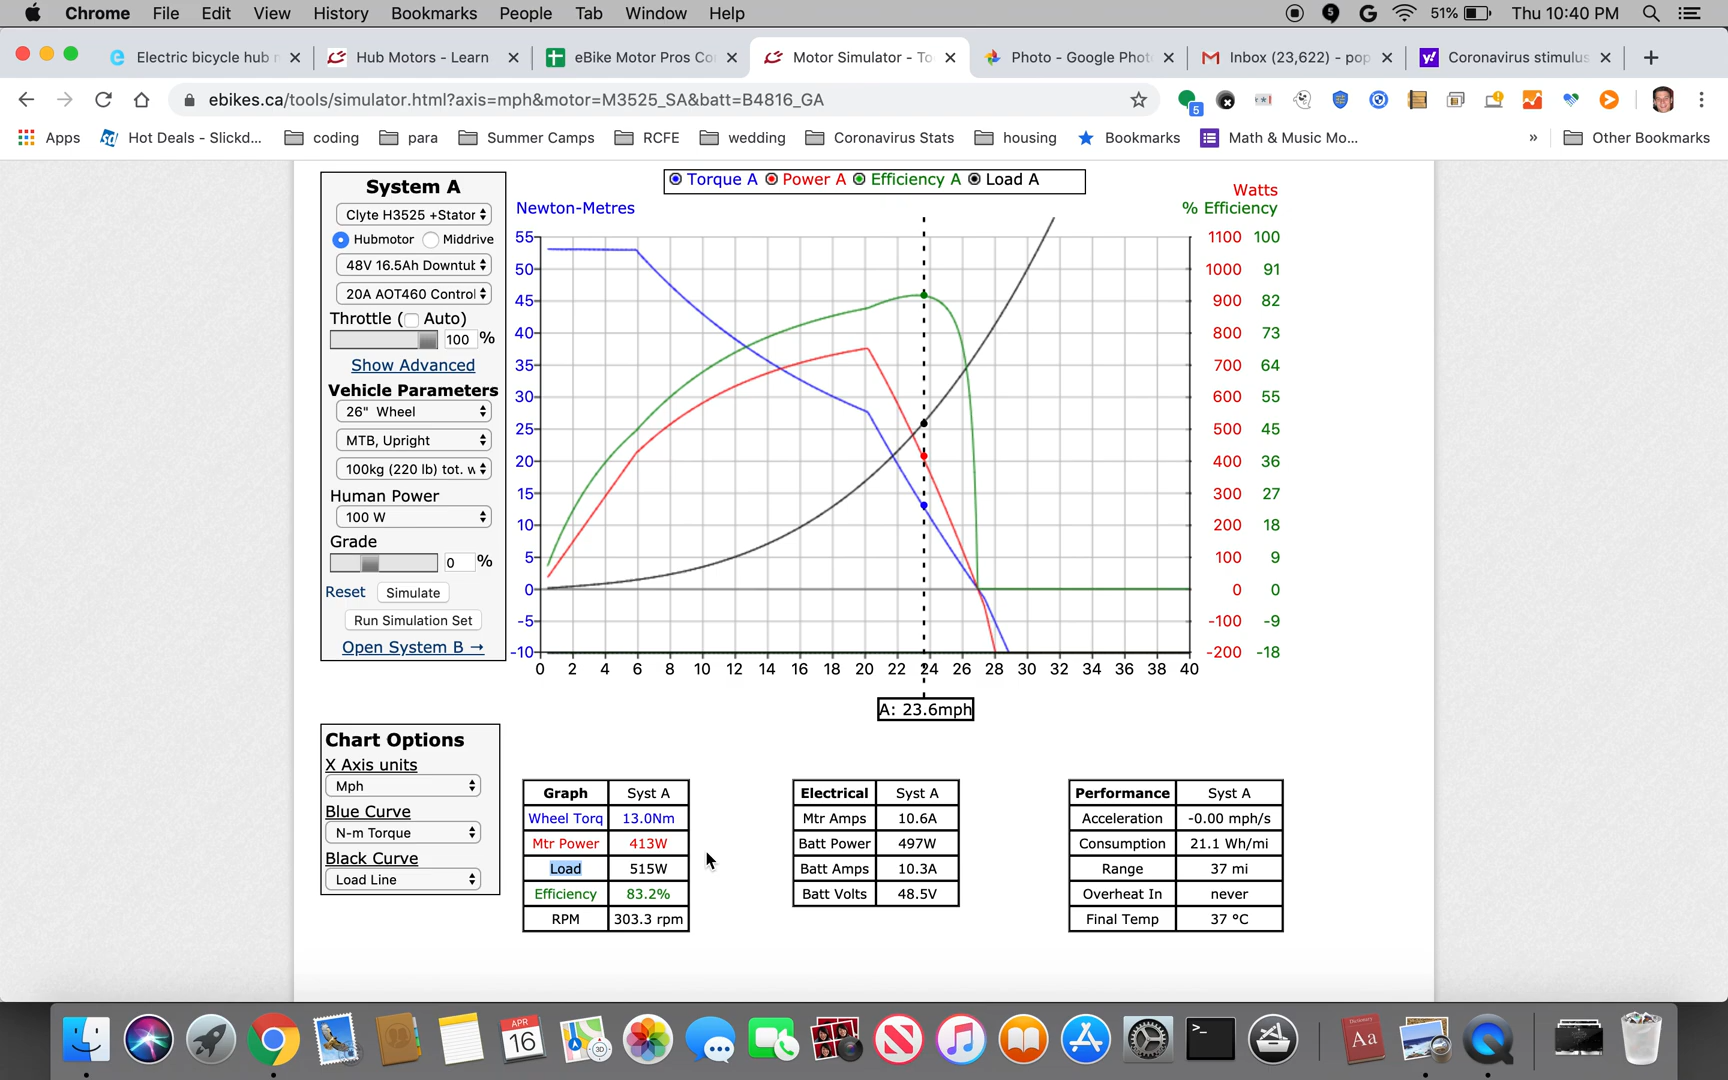 Chrome File Edit View History Bookmarks People Tab Window Help
5 G 51% Thu 10:40 PM
Electric bicycle hub m
Hub Motors - Learn
eBike Motor Pros Co
Motor Simulator - To
Photo - Google Photo
Inbox (23,622) - pop
Coronavirus stimulus
ebikes.ca/tools/simulator.html?axis=mph&motor=M3525_SA&batt=B4816_GA
5
Apps
Hot Deals - Slickd...
coding
para
Summer Camps
RCFE
wedding
Coronavirus Stats
housing
Bookmarks
Math & Music Mo...
»
Other Bookmarks
System A
Clyte H3525 +Stator
Hubmotor Middrive
48V 16.5Ah Downtub
20A AOT460 Control
Throttle ( Auto)
100 %
Show Advanced
Vehicle Parameters
26" Wheel
MTB, Upright
100kg (220 lb) tot. w
Human Power
100 W
Grade
0 %
Reset Simulate
Run Simulation Set
Open System B →
Torque A Power A Efficiency A Load A
Newton-Metres
Watts
% Efficiency
55 1100 100
50 1000 91
45 900 82
40 800 73
35 700 64
30 600 55
25 500 45
20 400 36
15 300 27
10 200 18
5 100 9
0 0 0
-5 -100 -9
-10 -200 -18
0 2 4 6 8 10 12 14 16 18 20 22 24 26 28 30 32 34 36 38 40
A: 23.6mph
Chart Options
X Axis units
Mph
Blue Curve
N-m Torque
Black Curve
Load Line
Graph Syst A
Wheel Torq 13.0Nm
Mtr Power 413W
Load 515W
Efficiency 83.2%
RPM 303.3 rpm
Electrical Syst A
Mtr Amps 10.6A
Batt Power 497W
Batt Amps 10.3A
Batt Volts 48.5V
Performance Syst A
Acceleration -0.00 mph/s
Consumption 21.1 Wh/mi
Range 37 mi
Overheat In never
Final Temp 37 °C
APR
16
3D
Aa